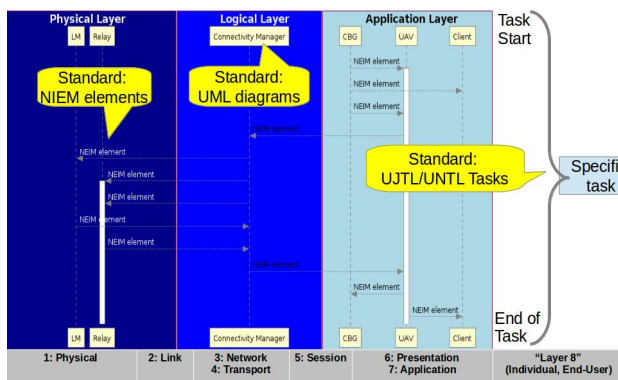 Physical Layer
Logical Layer
Application Layer
Task
Start
LM
Relay
Connectivity Manager
CBG
UAV
Client
NEIM element
Standard:
NIEM elements
Standard:
UML diagrams
NEIM element
NEIM element
NEIM element
NEIM element
Standard:
UJTL/UNTL Tasks
Specific
task
NEIM element
NEIM element
NEIM element
NEIM element
NEIM element
NEIM element
NEIM element
End of
Task
LM
Relay
Connectivity Manager
CBG
UAV
Client
1: Physical
2: Link
3: Network
4: Transport
5: Session
6: Presentation
7: Application
“Layer 8”
(Individual, End-User)